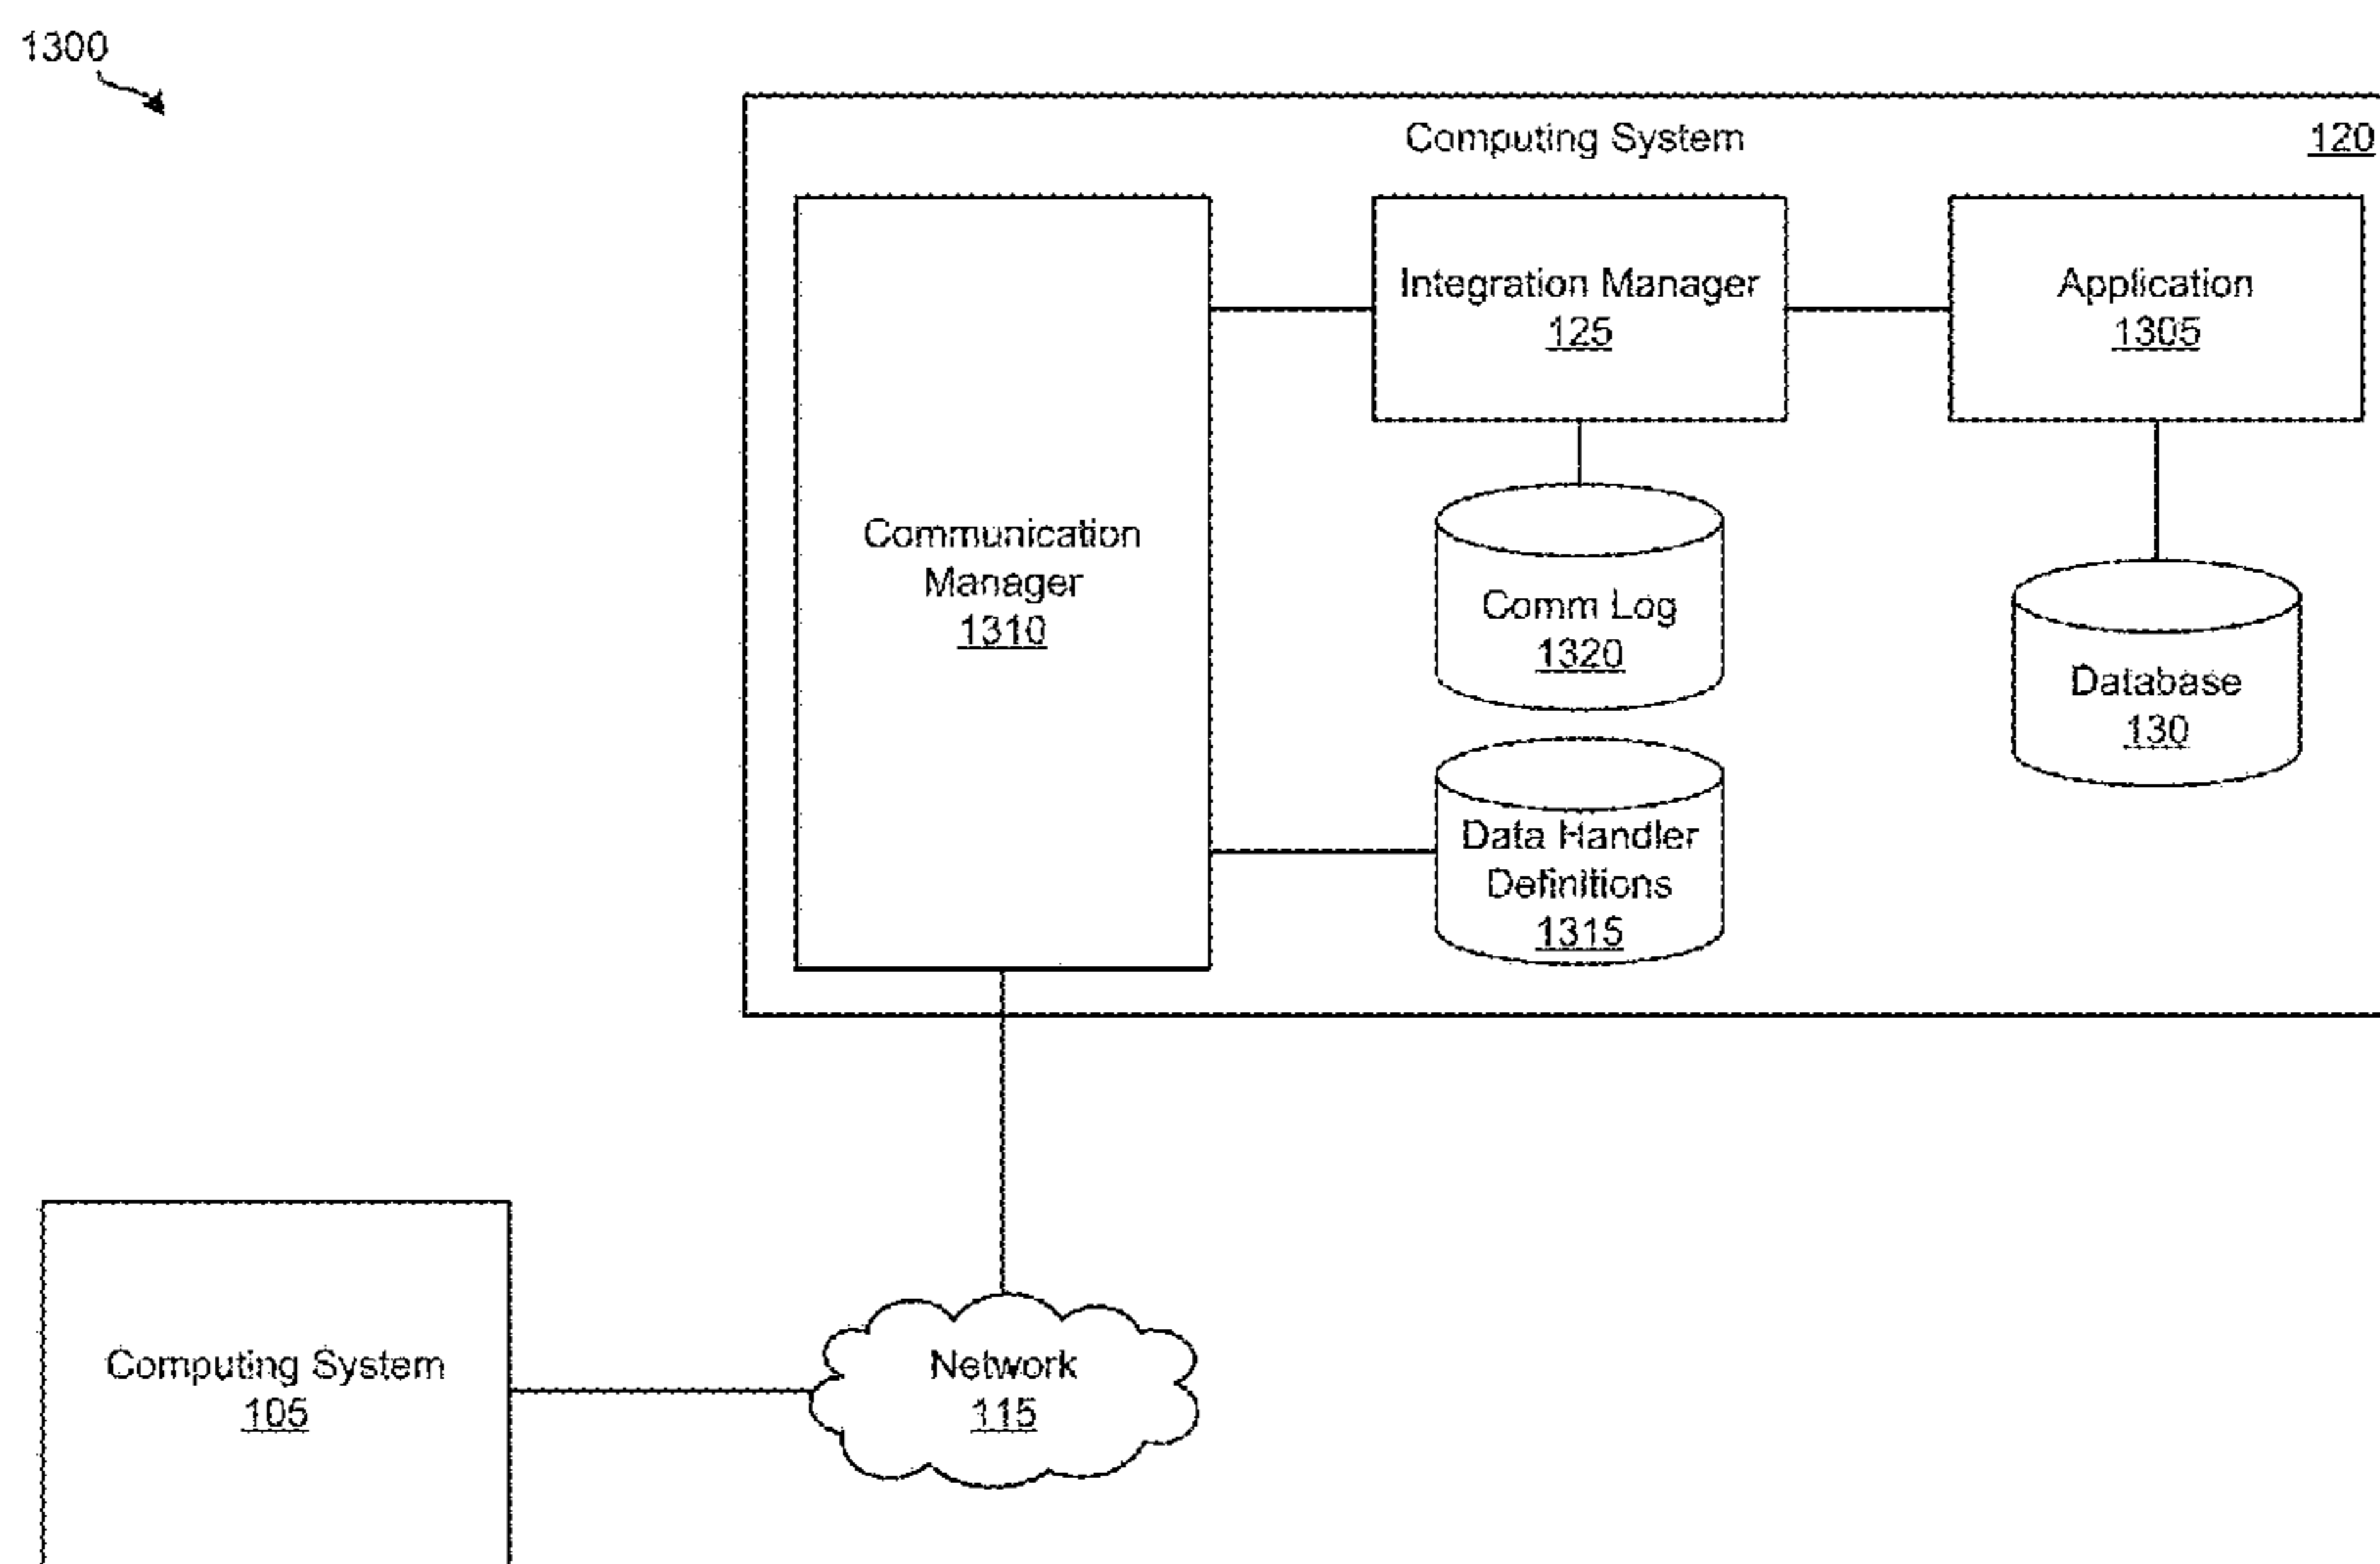 1300
Computing System
120
Integration Manager
125
Application
1305
Communication
Manager
1310
Comm Log
1320
Database
130
Data Handler
Definitions
1315
Computing System
105
Network
115